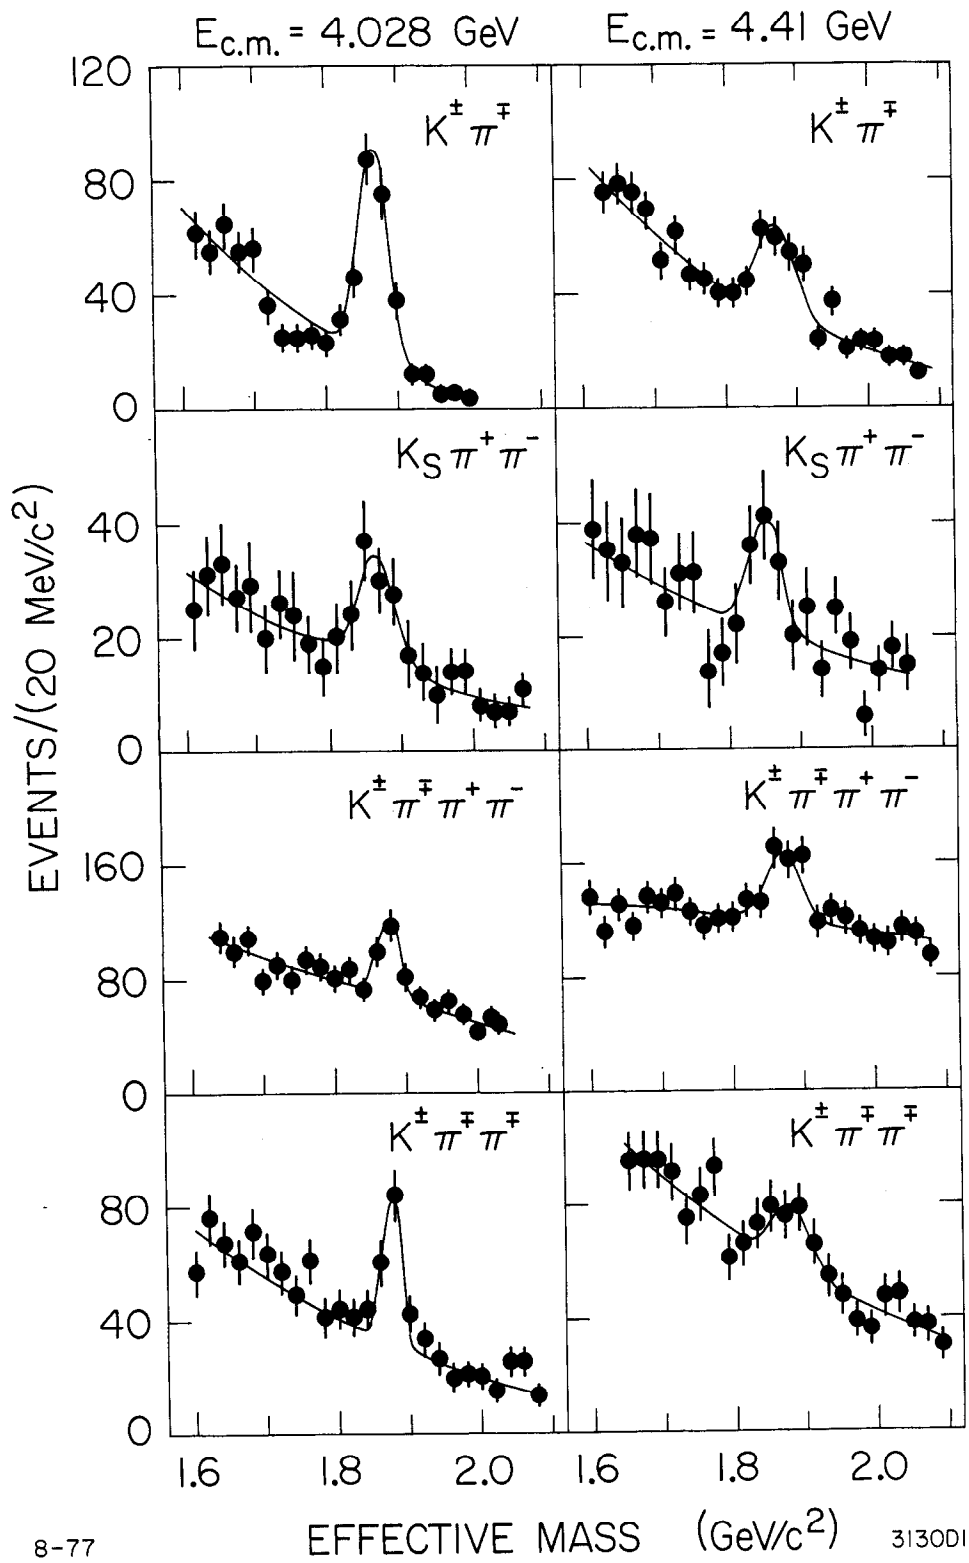 E_c.m. = 4.028 GeV E_c.m. = 4.41 GeV
120
K^± π^∓ K^± π^∓
80
40
0
K_S π^+ π^- K_S π^+ π^-
40
20
0
K^± π^∓ π^+ π^- K^± π^∓ π^+ π^-
160
80
0
K^± π^∓ π^∓ K^± π^∓ π^∓
80
40
0
EVENTS/(20 MeV/c²)
1.6 1.8 2.0 1.6 1.8 2.0
EFFECTIVE MASS (GeV/c²)
8-77 3130D1